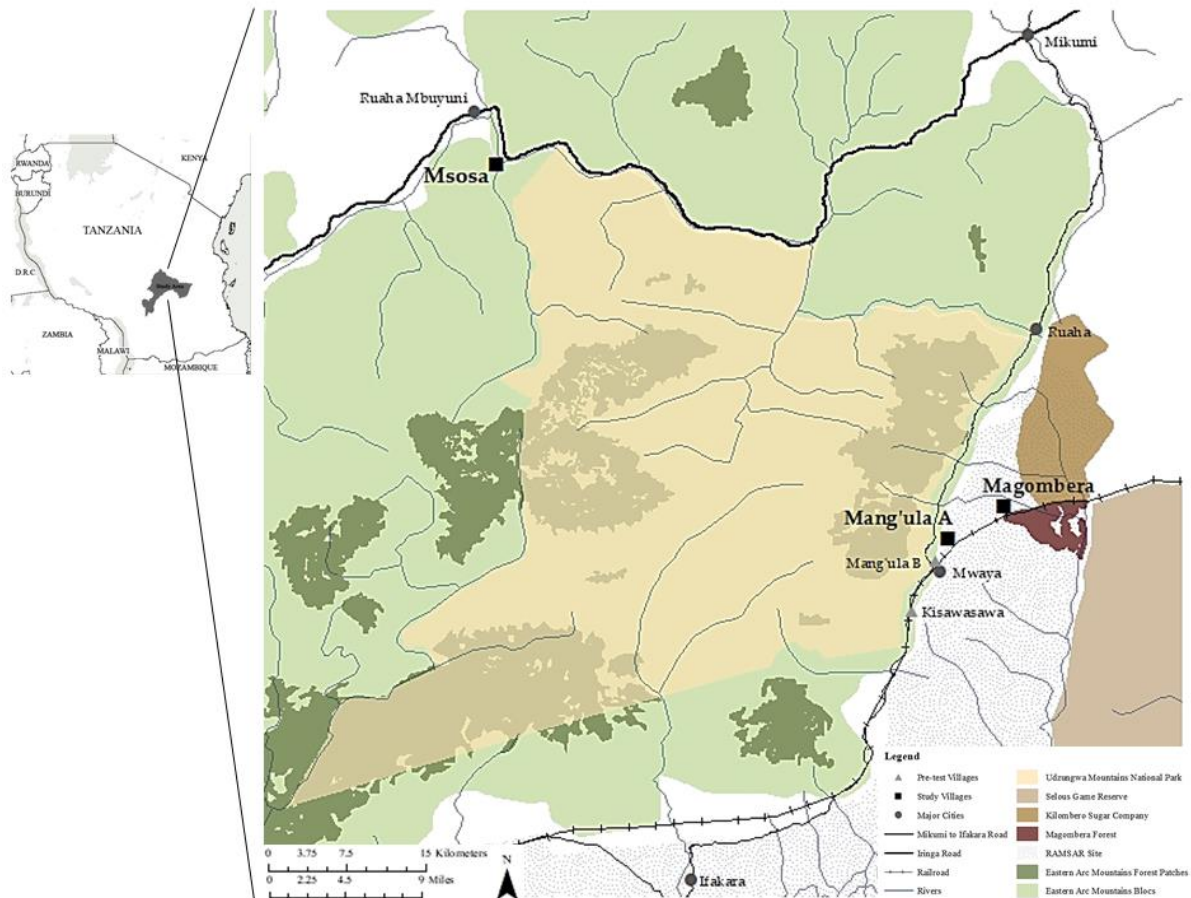 RWANDA
BURUNDI
KENYA
TANZANIA
D.R.C
Study Area
ZAMBIA
MALAWI
MOZAMBIQUE
Mikumi
Ruaha Mbuyuni
Msosa
Ruaha
Magombera
Mang'ula A
Mang'ula B
Mwaya
Kisawasawa
Ifakara
Legend
Pre-test Villages
Study Villages
Major Cities
Mikumi to Ifakara Road
Iringa Road
Railroad
Rivers
Udzungwa Mountains National Park
Selous Game Reserve
Kilombero Sugar Company
Magombera Forest
RAMSAR Site
Eastern Arc Mountains Forest Patches
Eastern Arc Mountains Blocs
0 3.75 7.5 15 Kilometers
0 2.25 4.5 9 Miles
N